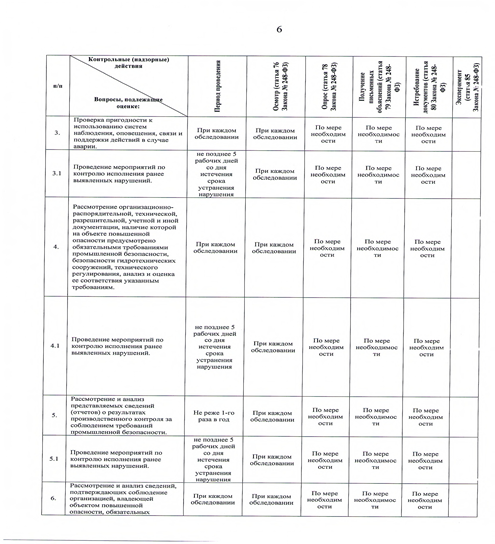 6
п/п
Контрольные (надзорные)
действия
Вопросы, подлежащие
оценке:
Период проведения
Осмотр (статья 76
Закона № 248-ФЗ)
Опрос (статья 78
Закона № 248-ФЗ)
Получение
письменных
объяснений (статья
79 Закона № 248-
ФЗ)
Истребование
документов (статья
80 Закона № 248-
ФЗ)
Эксперимент
(статья 85
Закона № 248-ФЗ)
3.
Проверка пригодности к
использованию систем
наблюдения, оповещения, связи и
поддержки действий в случае
аварии.
При каждом
обследовании
При каждом
обследовании
По мере
необходим
ости
По мере
необходимос
ти
По мере
необходим
ости
3.1
Проведение мероприятий по
контролю исполнения ранее
выявленных нарушений.
не позднее 5
рабочих дней
со дня
истечения
срока
устранения
нарушения
При каждом
обследовании
По мере
необходим
ости
По мере
необходимос
ти
По мере
необходим
ости
4.
Рассмотрение организационно-
распорядительной, технической,
разрешительной, учетной и иной
документации, наличие которой
на объекте повышенной
опасности предусмотрено
обязательными требованиями
промышленной безопасности,
безопасности гидротехнических
сооружений, технического
регулирования, анализ и оценка
ее соответствия указанным
требованиям.
При каждом
обследовании
При каждом
обследовании
По мере
необходим
ости
По мере
необходимос
ти
По мере
необходим
ости
4.1
Проведение мероприятий по
контролю исполнения ранее
выявленных нарушений.
не позднее 5
рабочих дней
со дня
истечения
срока
устранения
нарушения
При каждом
обследовании
По мере
необходим
ости
По мере
необходимос
ти
По мере
необходим
ости
5.
Рассмотрение и анализ
представляемых сведений
(отчетов) о результатах
производственного контроля за
соблюдением требований
промышленной безопасности.
Не реже 1-го
раза в год
При каждом
обследовании
По мере
необходим
ости
По мере
необходимос
ти
По мере
необходим
ости
5.1
Проведение мероприятий по
контролю исполнения ранее
выявленных нарушений.
не позднее 5
рабочих дней
со дня
истечения
срока
устранения
нарушения
При каждом
обследовании
По мере
необходим
ости
По мере
необходимос
ти
По мере
необходим
ости
6.
Рассмотрение и анализ сведений,
подтверждающих соблюдение
организацией, владеющей
объектом повышенной
опасности, обязательных
При каждом
обследовании
При каждом
обследовании
По мере
необходим
ости
По мере
необходимос
ти
По мере
необходим
ости